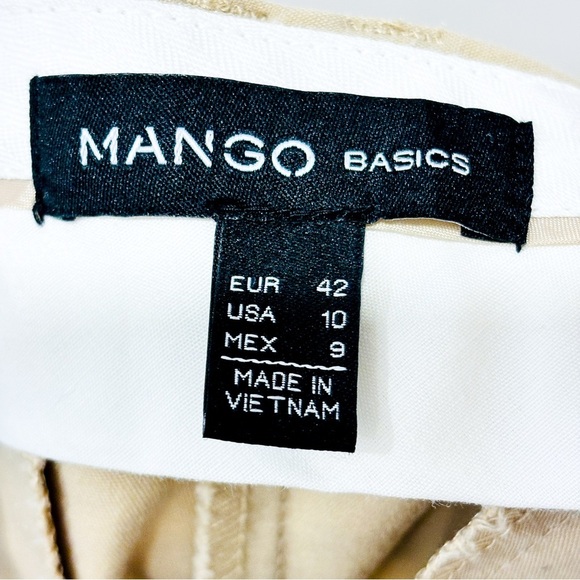 MANGO BASICS
EUR 42
USA 10
MEX 9
MADE IN
VIETNAM